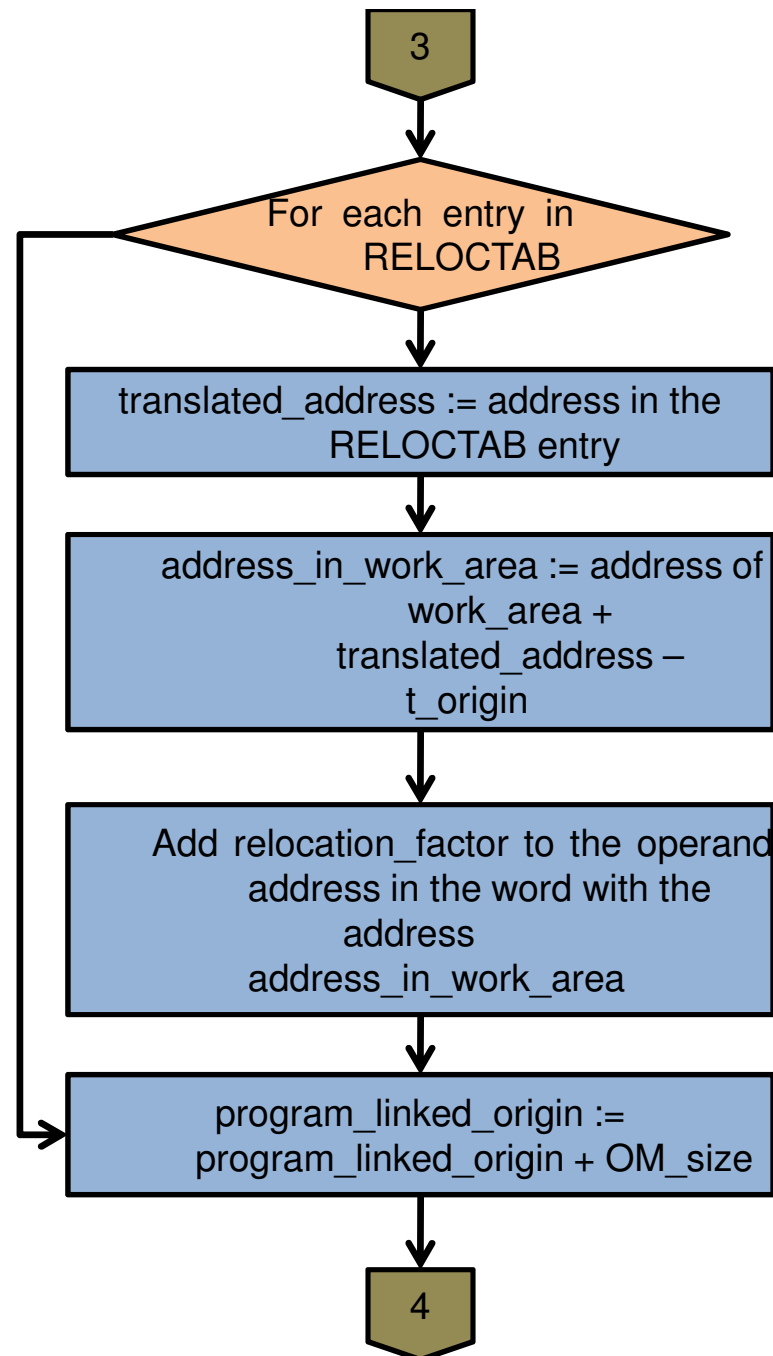 3
For each entry in
RELOCTAB
translated_address := address in the
RELOCTAB entry
address_in_work_area := address of
work_area +
translated_address –
t_origin
Add relocation_factor to the operand
address in the word with the
address
address_in_work_area
program_linked_origin :=
program_linked_origin + OM_size
4